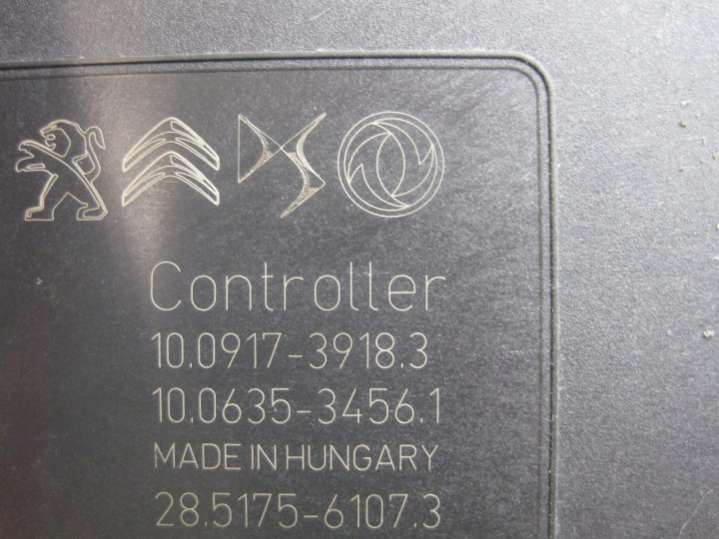 Controller
10.0917-3918.3
10.0635-3456.1
MADE IN HUNGARY
28.5175-6107.3